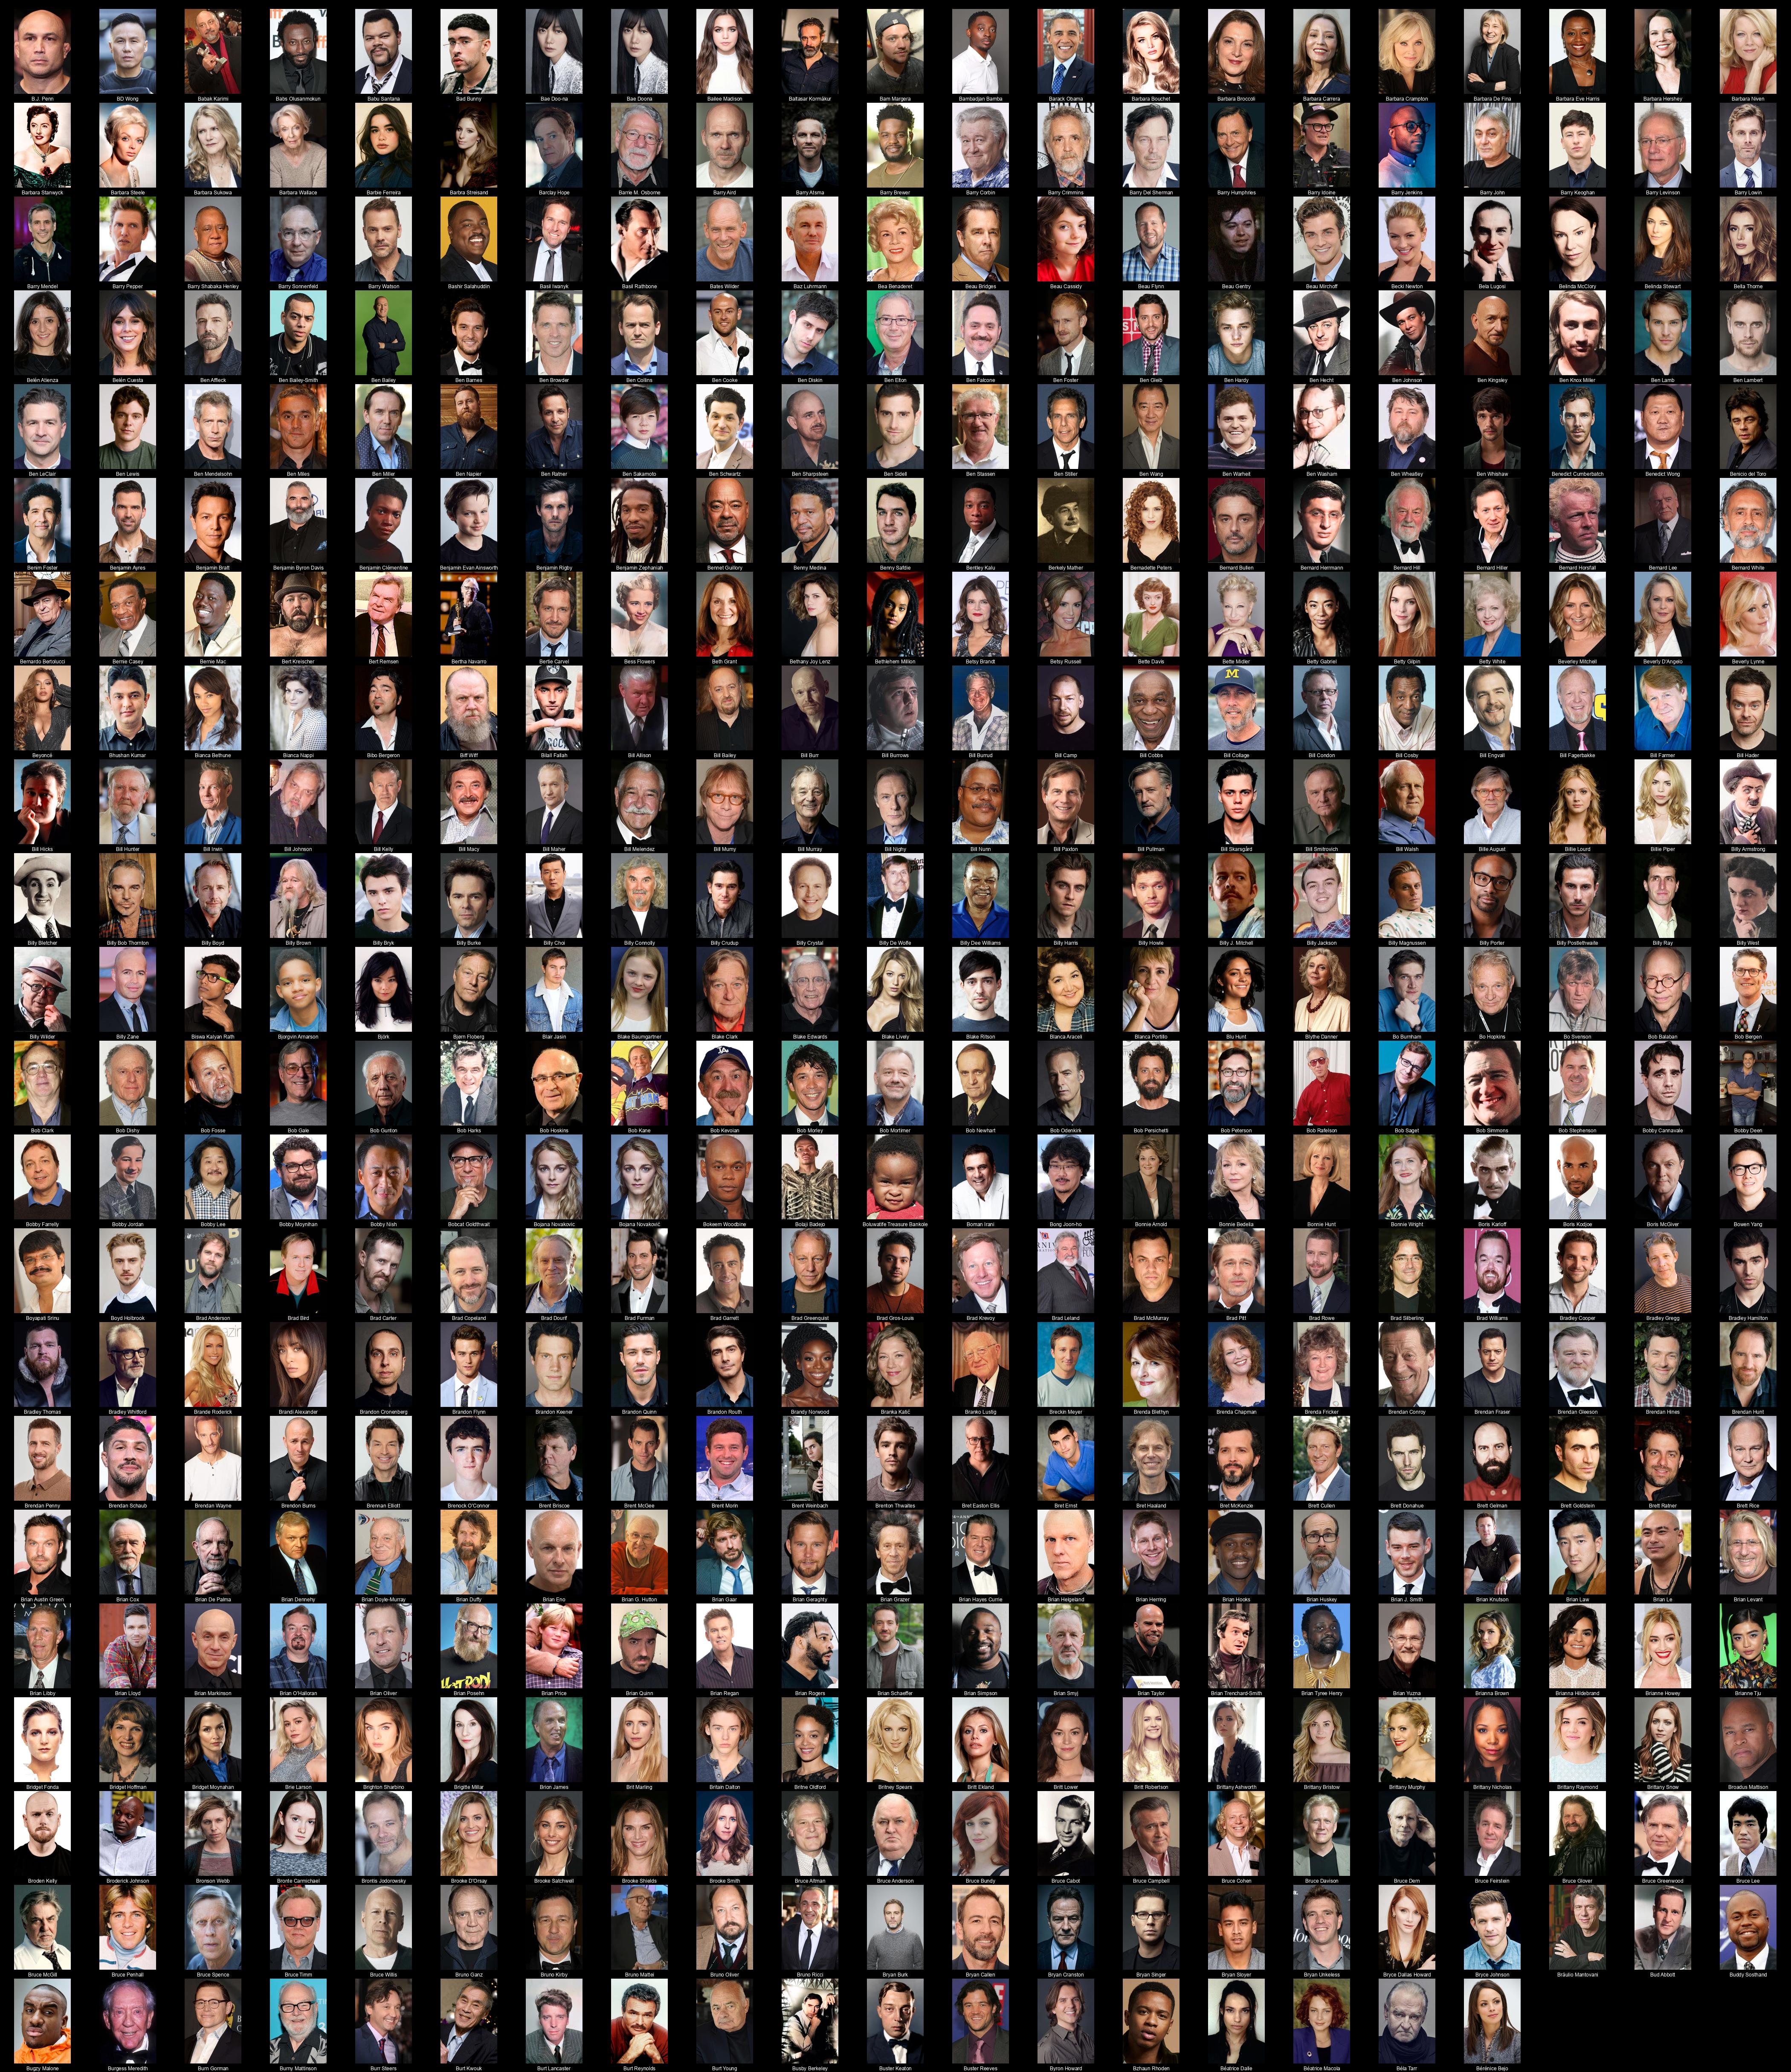 B.J. Penn
BD Wong
Babak Karimi
Babs Olusanmokun
Babu Santana
Bad Bunny
Bae Doo-na
Bae Doona
Bailee Madison
Baltasar Kormákur
Bam Margera
Bambadjan Bamba
Barack Obama
Barbara Bouchet
Barbara Broccoli
Barbara Carrera
Barbara Crampton
Barbara De Fina
Barbara Eve Harris
Barbara Hershey
Barbara Niven
Barbara Stanwyck
Barbara Steele
Barbara Sukowa
Barbara Wallace
Barbie Ferreira
Barbra Streisand
Barclay Hope
Barrie M. Osborne
Barry Aird
Barry Atsma
Barry Brewer
Barry Corbin
Barry Crimmins
Barry Del Sherman
Barry Humphries
Barry Idoine
Barry Jenkins
Barry John
Barry Keoghan
Barry Levinson
Barry Lowin
Barry Mendel
Barry Pepper
Barry Shabaka Henley
Barry Sonnenfeld
Barry Watson
Bashir Salahuddin
Basil Iwanyk
Basil Rathbone
Bates Wilder
Baz Luhrmann
Bea Benaderet
Beau Bridges
Beau Cassidy
Beau Flynn
Beau Gentry
Beau Mirchoff
Becki Newton
Bela Lugosi
Belinda McClory
Belinda Stewart
Bella Thorne
Belén Atienza
Belén Cuesta
Ben Affleck
Ben Bailey-Smith
Ben Bailey
Ben Barnes
Ben Browder
Ben Collins
Ben Cooke
Ben Diskin
Ben Elton
Ben Falcone
Ben Foster
Ben Gleib
Ben Hardy
Ben Hecht
Ben Johnson
Ben Kingsley
Ben Knox Miller
Ben Lamb
Ben Lambert
Ben LeClair
Ben Lewis
Ben Mendelsohn
Ben Miles
Ben Miller
Ben Napier
Ben Rather
Ben Sakamoto
Ben Schwartz
Ben Sharpsteen
Ben Sidell
Ben Stassen
Ben Stiller
Ben Wang
Ben Warheit
Ben Washam
Ben Wheatley
Ben Whishaw
Benedict Cumberbatch
Benedict Wong
Benicio del Toro
Benim Foster
Benjamin Ayres
Benjamin Bratt
Benjamin Byron Davis
Benjamin Clémentine
Benjamin Evan Ainsworth
Benjamin Rigby
Benjamin Zephaniah
Bennet Guillory
Benny Medina
Benny Safdie
Bentley Kalu
Berkely Mather
Bernadette Peters
Bernard Bullen
Bernard Herrmann
Bernard Hill
Bernard Hiller
Bernard Horsfall
Bernard Lee
Bernard White
Bernardo Bertolucci
Bernie Casey
Bernie Mac
Bert Kreischer
Bert Remsen
Bertha Navarro
Bertie Carvel
Bess Flowers
Beth Grant
Bethany Joy Lenz
Bethlehem Million
Betsy Brandt
Betsy Russell
Bette Davis
Bette Midler
Betty Gabriel
Betty Gilpin
Betty White
Beverley Mitchell
Beverly D'Angelo
Beverly Lynne
Beyoncé
Bhushan Kumar
Bianca Bethune
Bianca Nappi
Bibo Bergeron
Biff Wiff
Bilall Fallah
Bill Allison
Bill Bailey
Bill Burr
Bill Burrows
Bill Burrud
Bill Camp
Bill Cobbs
Bill Collage
Bill Condon
Bill Cosby
Bill Engvall
Bill Fagerbakke
Bill Farmer
Bill Hader
Bill Hicks
Bill Hunter
Bill Irwin
Bill Johnson
Bill Kelly
Bill Macy
Bill Maher
Bill Melendez
Bill Mumy
Bill Murray
Bill Nighy
Bill Nunn
Bill Paxton
Bill Pullman
Bill Skarsgård
Bill Smitrovich
Bill Walsh
Bille August
Billie Lourd
Billie Piper
Billy Armstrong
Billy Bletcher
Billy Bob Thornton
Billy Boyd
Billy Brown
Billy Bryk
Billy Burke
Billy Choi
Billy Connolly
Billy Crudup
Billy Crystal
Billy De Wolfe
Billy Dee Williams
Billy Harris
Billy Howle
Billy J. Mitchell
Billy Jackson
Billy Magnussen
Billy Porter
Billy Postlethwaite
Billy Ray
Billy West
Billy Wilder
Billy Zane
Biswa Kalyan Rath
Bjorgvin Arnarson
Björk
Bjørn Floberg
Blair Jasin
Blake Baumgartner
Blake Clark
Blake Edwards
Blake Lively
Blake Ritson
Blanca Araceli
Blanca Portillo
Blu Hunt
Blythe Danner
Bo Burnham
Bo Hopkins
Bo Svenson
Bob Balaban
Bob Bergen
Bob Clark
Bob Dishy
Bob Fosse
Bob Gale
Bob Gunton
Bob Harks
Bob Hoskins
Bob Kane
Bob Kevoian
Bob Morley
Bob Mortimer
Bob Newhart
Bob Odenkirk
Bob Persichetti
Bob Peterson
Bob Rafelson
Bob Saget
Bob Simmons
Bob Stephenson
Bobby Cannavale
Bobby Deen
Bobby Farrelly
Bobby Jordan
Bobby Lee
Bobby Moynihan
Bobby Nish
Bobcat Goldthwait
Bojana Novakovic
Bojana Novaković
Bokeem Woodbine
Bolaji Badejo
Boluwatife Treasure Bankole
Boman Irani
Bong Joon-ho
Bonnie Arnold
Bonnie Bedelia
Bonnie Hunt
Bonnie Wright
Boris Karloff
Boris Kodjoe
Boris McGiver
Bowen Yang
Boyapati Srinu
Boyd Holbrook
Brad Anderson
Brad Bird
Brad Carter
Brad Copeland
Brad Dourif
Brad Furman
Brad Garrett
Brad Greenquist
Brad Gros-Louis
Brad Krevoy
Brad Leland
Brad McMurray
Brad Pitt
Brad Rowe
Brad Silberling
Brad Williams
Bradley Cooper
Bradley Gregg
Bradley Hamilton
Bradley Thomas
Bradley Whitford
Brande Roderick
Brandi Alexander
Brandon Cronenberg
Brandon Flynn
Brandon Keener
Brandon Quinn
Brandon Routh
Brandy Norwood
Branka Katić
Branko Lustig
Breckin Meyer
Brenda Blethyn
Brenda Chapman
Brenda Fricker
Brendan Conroy
Brendan Fraser
Brendan Gleeson
Brendan Hines
Brendan Hunt
Brendan Penny
Brendan Schaub
Brendan Wayne
Brendon Burns
Brennan Elliott
Brenock O'Connor
Brent Briscoe
Brent McGee
Brent Morin
Brent Weinbach
Brenton Thwaites
Bret Easton Ellis
Bret Ernst
Bret Haaland
Bret McKenzie
Brett Cullen
Brett Donahue
Brett Gelman
Brett Goldstein
Brett Ratner
Brett Rice
Brian Austin Green
Brian Cox
Brian De Palma
Brian Dennehy
Brian Doyle-Murray
Brian Duffy
Brian Eno
Brian G. Hutton
Brian Gaar
Brian Geraghty
Brian Grazer
Brian Hayes Currie
Brian Helgeland
Brian Herring
Brian Hooks
Brian Huskey
Brian J. Smith
Brian Knutson
Brian Law
Brian Le
Brian Levant
Brian Libby
Brian Lloyd
Brian Markinson
Brian O'Halloran
Brian Oliver
Brian Posehn
Brian Price
Brian Quinn
Brian Regan
Brian Rogers
Brian Schaeffer
Brian Simpson
Brian Smyj
Brian Taylor
Brian Trenchard-Smith
Brian Tyree Henry
Brian Yuzna
Brianna Brown
Brianna Hildebrand
Brianne Howey
Brianne Tju
Bridget Fonda
Bridget Hoffman
Bridget Moynahan
Brie Larson
Brighton Sharbino
Brigitte Millar
Brion James
Brit Marling
Britain Dalton
Britne Oldford
Britney Spears
Britt Ekland
Britt Lower
Britt Robertson
Brittany Ashworth
Brittany Bristow
Brittany Murphy
Brittany Nicholas
Brittany Raymond
Brittany Snow
Broadus Mattison
Broden Kelly
Broderick Johnson
Bronson Webb
Bronte Carmichael
Brontis Jodorowsky
Brooke D'Orsay
Brooke Satchwell
Brooke Shields
Brooke Smith
Bruce Altman
Bruce Anderson
Bruce Bundy
Bruce Cabot
Bruce Campbell
Bruce Cohen
Bruce Davison
Bruce Dern
Bruce Feirstein
Bruce Glover
Bruce Greenwood
Bruce Lee
Bruce McGill
Bruce Penhall
Bruce Spence
Bruce Timm
Bruce Willis
Bruno Ganz
Bruno Kirby
Bruno Mattei
Bruno Oliver
Bruno Ricci
Bryan Burk
Bryan Callen
Bryan Cranston
Bryan Singer
Bryan Sloyer
Bryan Unkeless
Bryce Dallas Howard
Bryce Johnson
Bráulio Mantovani
Bud Abbott
Buddy Sosthand
Bugzy Malone
Burgess Meredith
Burn Gorman
Burny Mattinson
Burr Steers
Burt Kwouk
Burt Lancaster
Burt Reynolds
Burt Young
Busby Berkeley
Buster Keaton
Buster Reeves
Byron Howard
Bzhaun Rhoden
Béatrice Dalle
Béatrice Macola
Béla Tarr
Bérénice Bejo